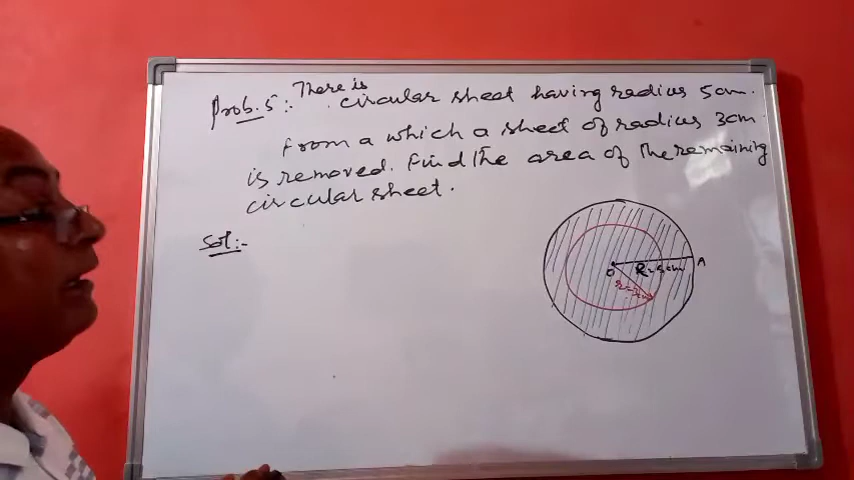 Prob. 5:. There is circular sheet having radius 5cm.
from a which a sheet of radius 3cm
is removed. Find the area of the remaining
circular sheet.
Sol:-
O R=5cm A
r=3cm